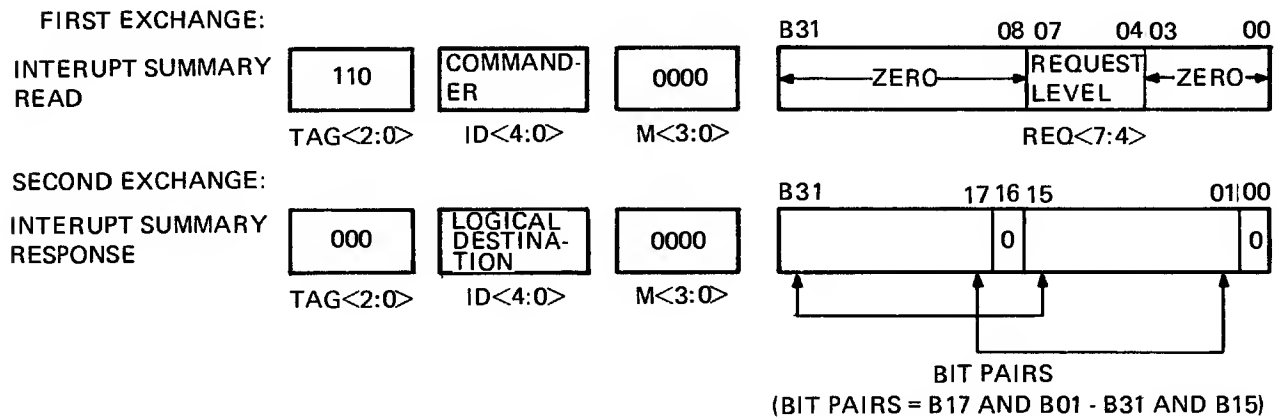 FIRST EXCHANGE:
B31 08 07 04 03 00
INTERUPT SUMMARY
READ
110
COMMAND-
ER
0000
ZERO
REQUEST
LEVEL
ZERO
TAG<2:0> ID<4:0> M<3:0> REQ<7:4>
SECOND EXCHANGE:
B31 17 16 15 01 00
INTERUPT SUMMARY
RESPONSE
000
LOGICAL
DESTINA-
TION
0000
0
0
TAG<2:0> ID<4:0> M<3:0>
BIT PAIRS
(BIT PAIRS = B17 AND B01 - B31 AND B15)